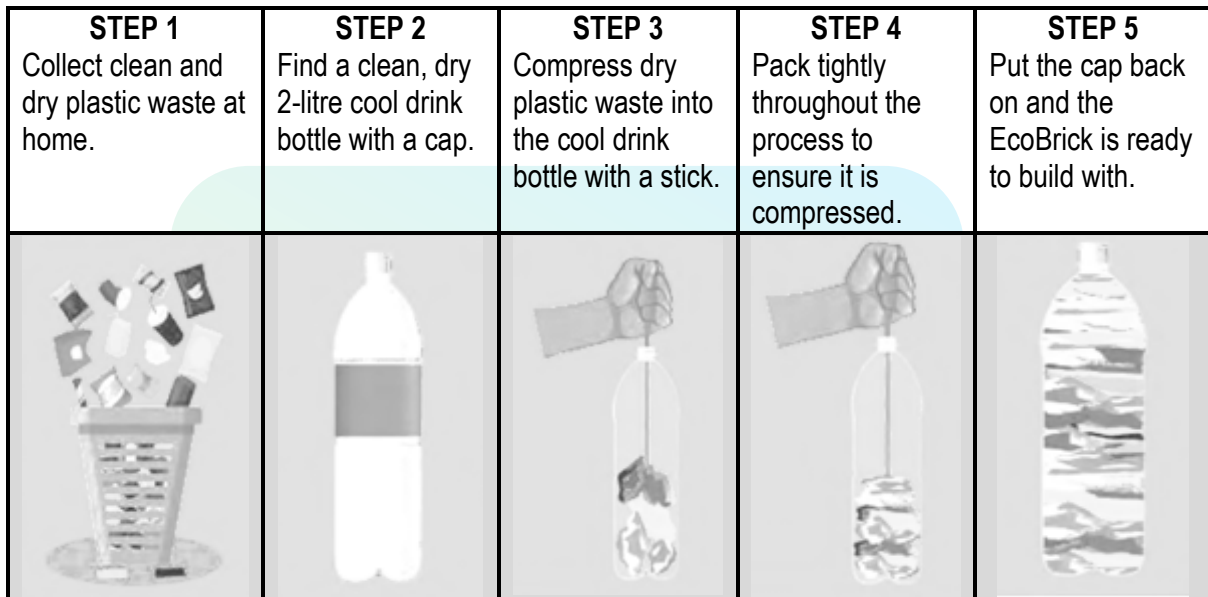 STEP 1
Collect clean and
dry plastic waste at
home.
STEP 2
Find a clean, dry
2-litre cool drink
bottle with a cap.
STEP 3
Compress dry
plastic waste into
the cool drink
bottle with a stick.
STEP 4
Pack tightly
throughout the
process to
ensure it is
compressed.
STEP 5
Put the cap back
on and the
EcoBrick is ready
to build with.